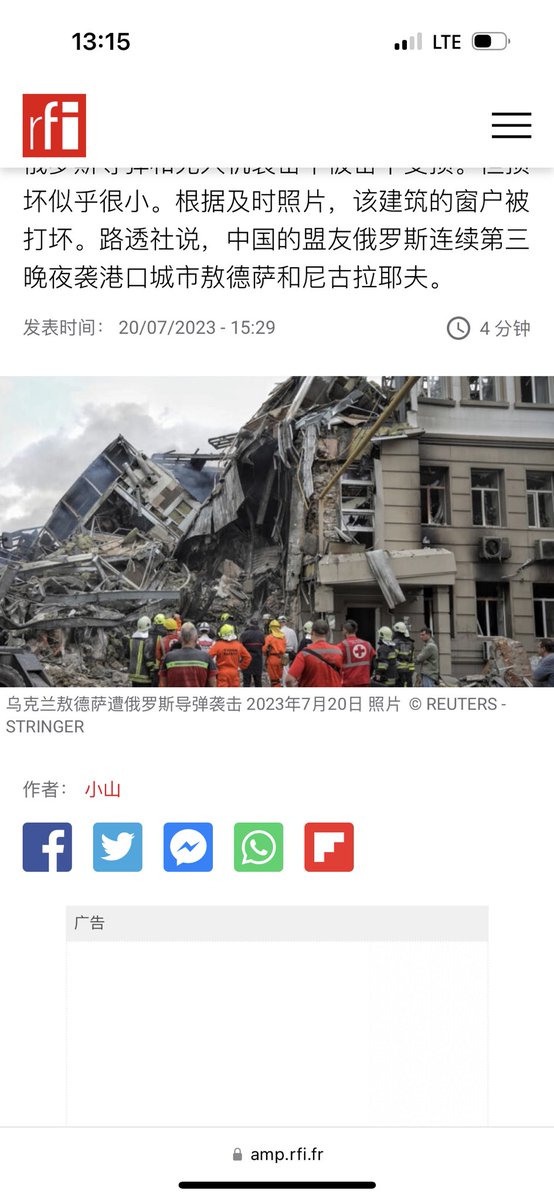 13:15
LTE
rfi
坏似乎很小。根据及时照片，该建筑的窗户被
打坏。路透社说，中国的盟友俄罗斯连续第三
晚夜袭港口城市敖德萨和尼古拉耶夫。
发表时间： 20/07/2023 - 15:29
4 分钟
乌克兰敖德萨遭俄罗斯导弹袭击 2023年7月20日 照片 © REUTERS -
STRINGER
作者： 小山
广告
amp.rfi.fr